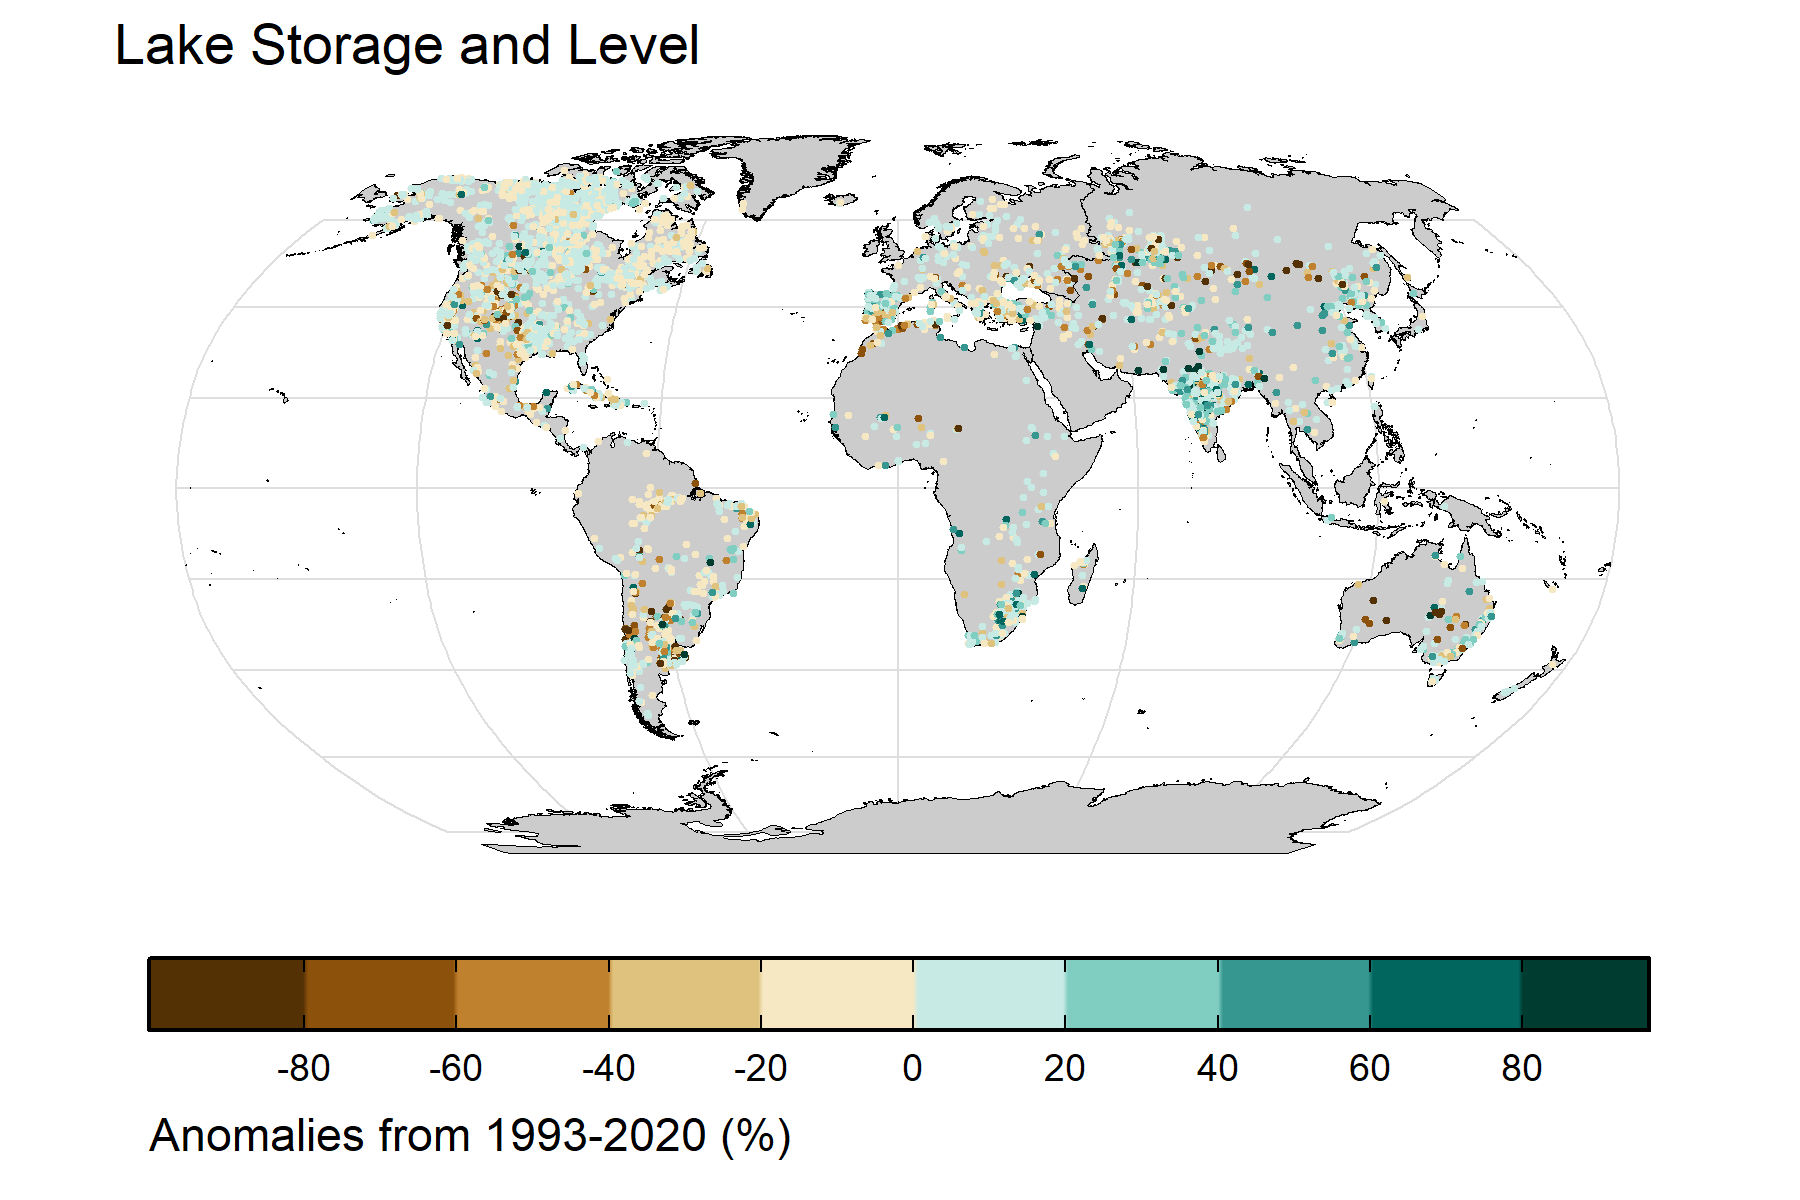 Lake Storage and Level
-80 -60 -40 -20 0 20 40 60 80
Anomalies from 1993-2020 (%)